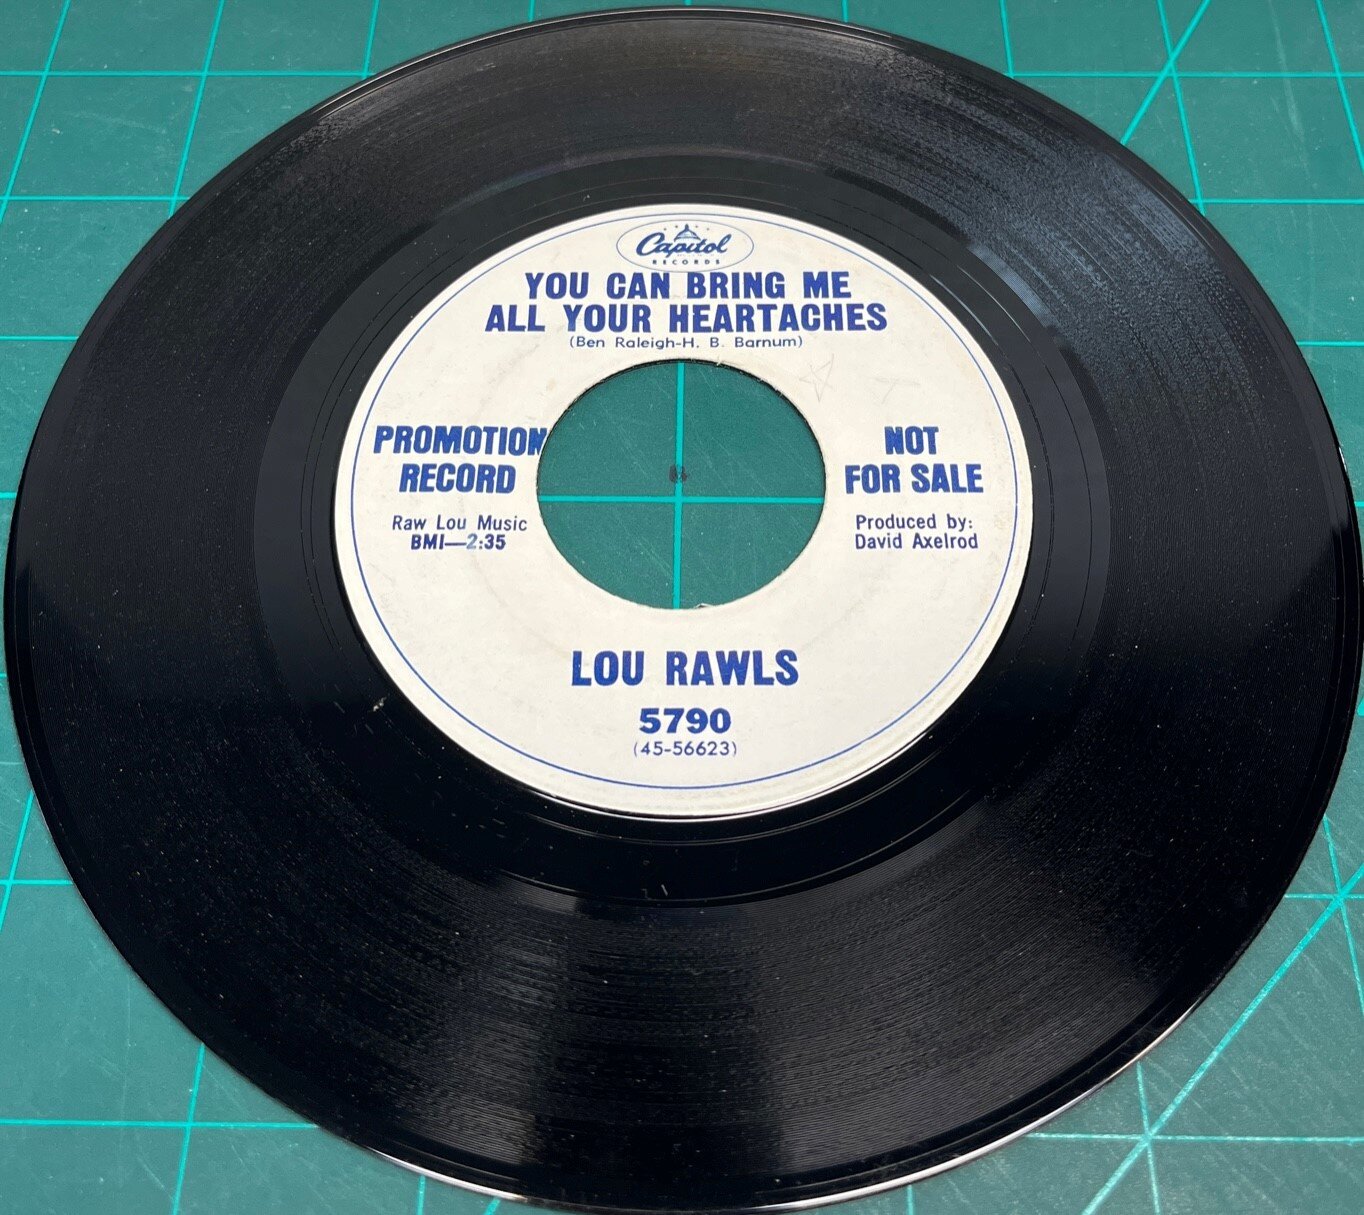 Capitol
RECORDS
YOU CAN BRING ME
ALL YOUR HEARTACHES
(Ben Raleigh-H. B. Barnum)
PROMOTION
RECORD
Raw Lou Music
BMI—2:35
NOT
FOR SALE
Produced by:
David Axelrod
LOU RAWLS
5790
(45-56623)